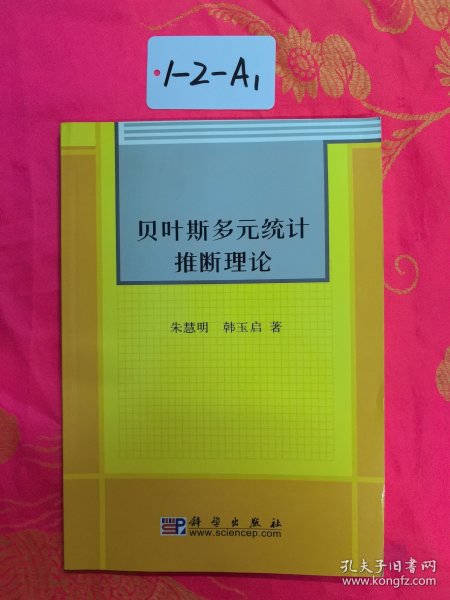 ·1-2-A1
贝叶斯多元统计
推断理论
朱慧明 韩玉启 著
SP 科学出版社
www.sciencep.com
孔夫子旧书网
www.kongfz.com